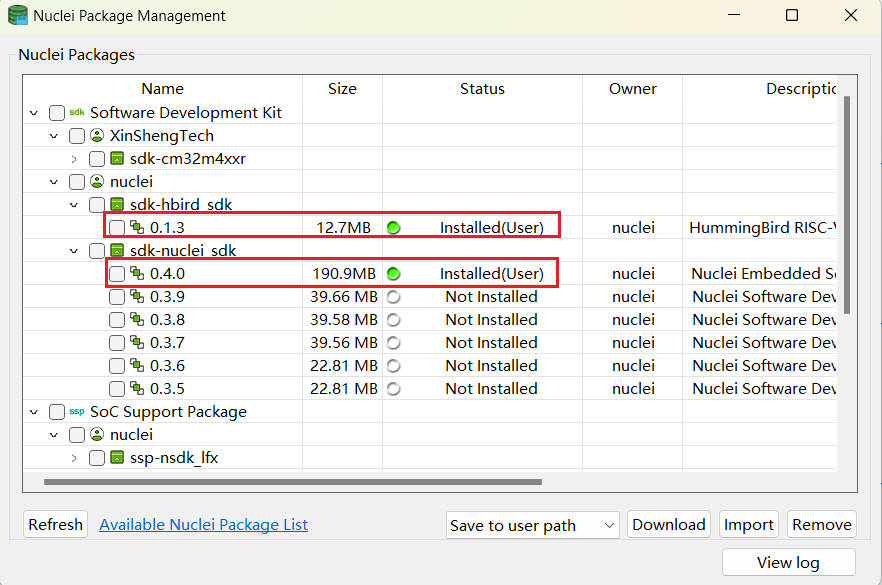 Nuclei Package Management
Nuclei Packages
Name Size Status Owner Descriptic
sdk Software Development Kit
XinShengTech
sdk-cm32m4xxr
nuclei
sdk-hbird_sdk
0.1.3 12.7MB Installed(User) nuclei HummingBird RISC-V
sdk-nuclei_sdk
0.4.0 190.9MB Installed(User) nuclei Nuclei Embedded So
0.3.9 39.66 MB Not Installed nuclei Nuclei Software Dev
0.3.8 39.58 MB Not Installed nuclei Nuclei Software Dev
0.3.7 39.56 MB Not Installed nuclei Nuclei Software Dev
0.3.6 22.81 MB Not Installed nuclei Nuclei Software Dev
0.3.5 22.81 MB Not Installed nuclei Nuclei Software Dev
ssp SoC Support Package
nuclei
ssp-nsdk_lfx
Refresh Available Nuclei Package List Save to user path Download Import Remove
View log